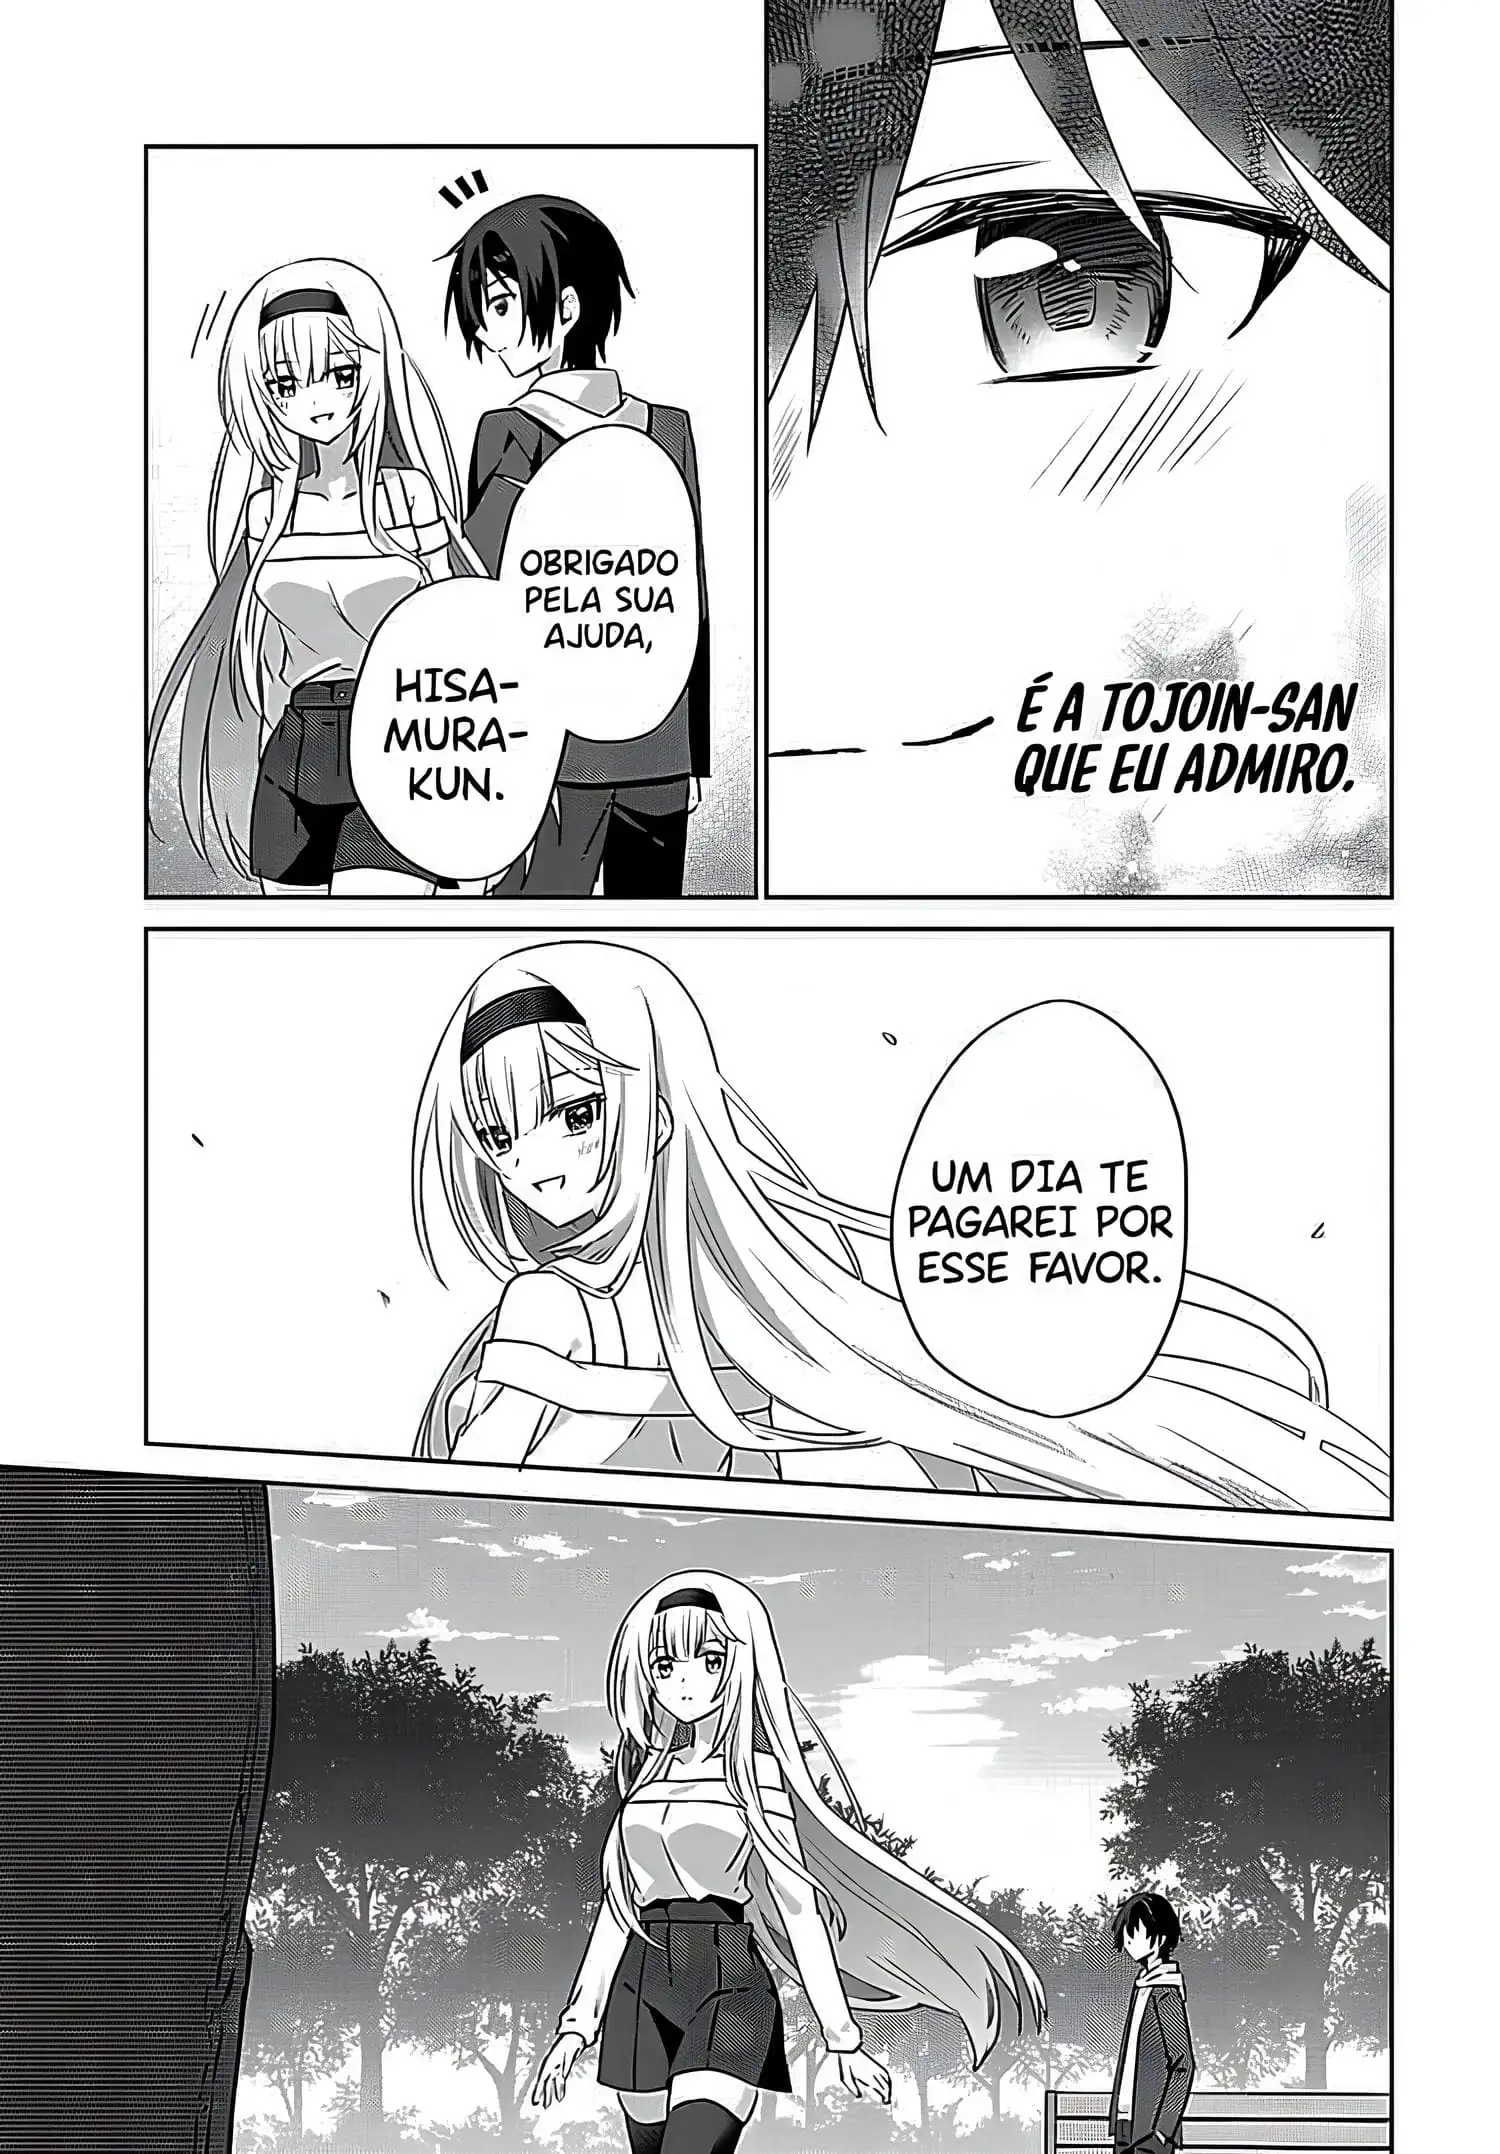 É A TOJOIN-SAN
QUE EU ADMIRO.
OBRIGADO
PELA SUA
AJUDA,
HISA-
MURA-
KUN.
UM DIA TE
PAGAREI POR
ESSE FAVOR.